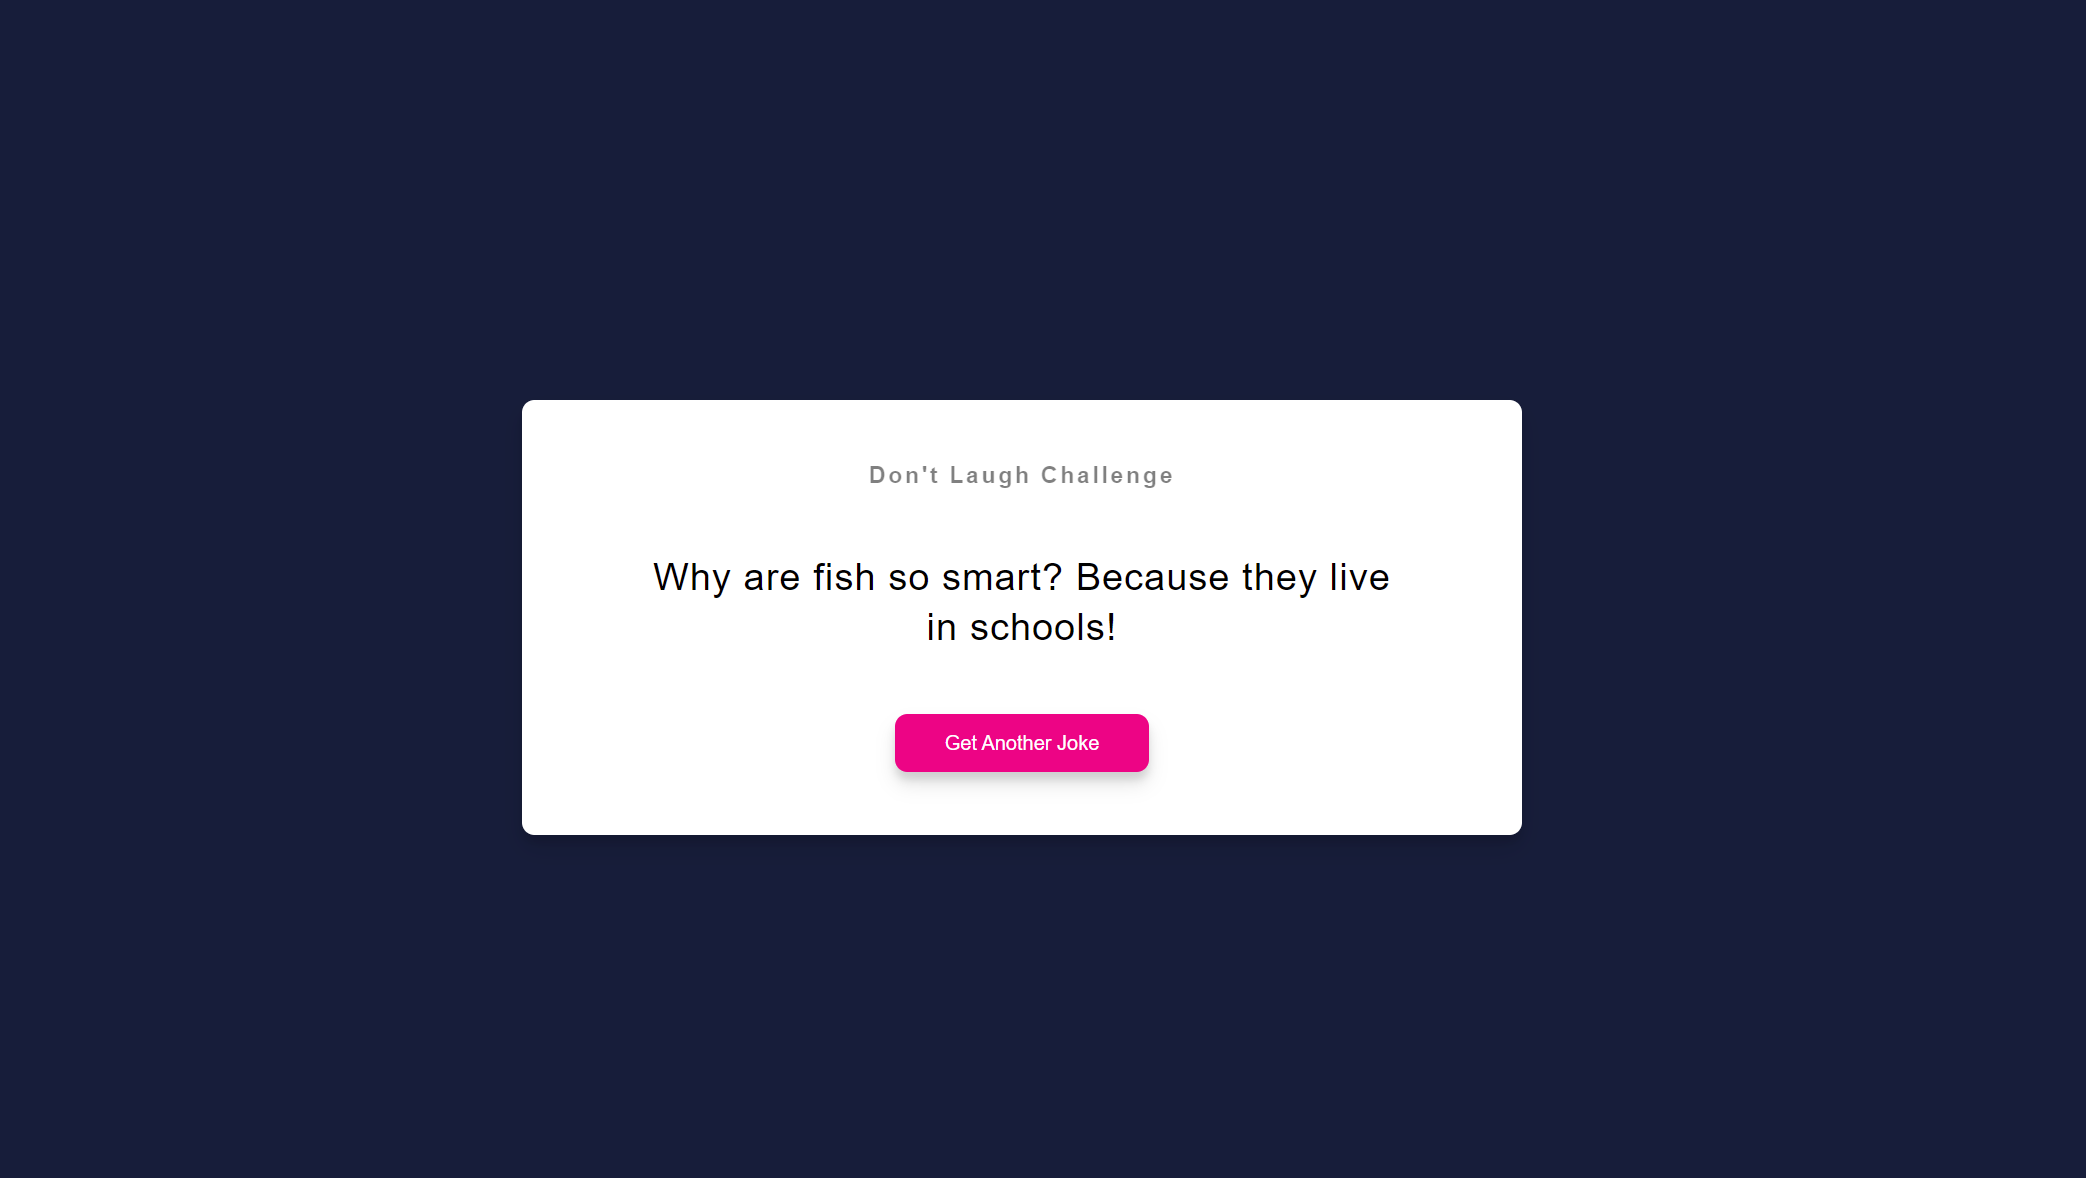 Don't Laugh Challenge
Why are fish so smart? Because they live
in schools!
Get Another Joke